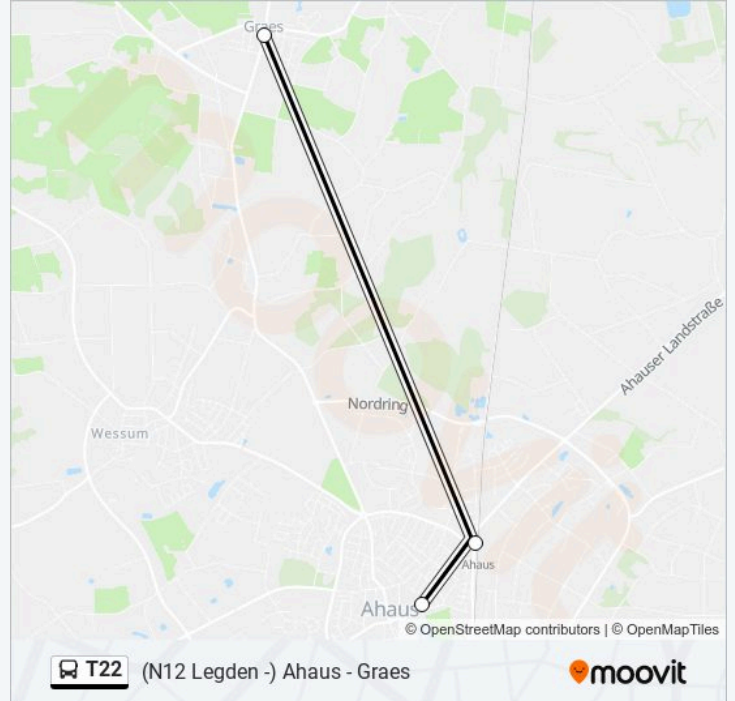 Graes
Ahauser Landstraße
Nordring
Wessum
Ahaus
Ahaus
© OpenStreetMap contributors | © OpenMapTiles
T22 (N12 Legden -) Ahaus - Graes
moovit